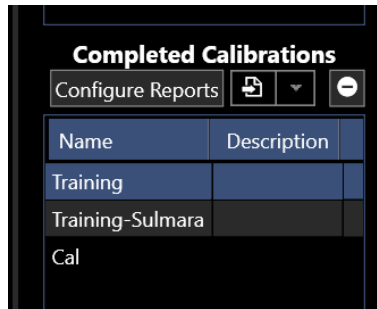 Completed Calibrations
Configure Reports
Name Description
Training
Training-Sulmara
Cal